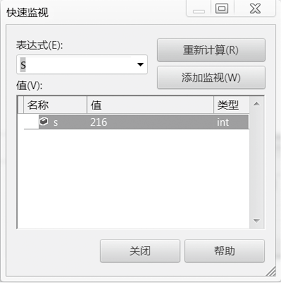 快速监视
表达式(E):
重新计算(R)
S
添加监视(W)
值(V):
名称 值 类型
s 216 int
关闭 帮助